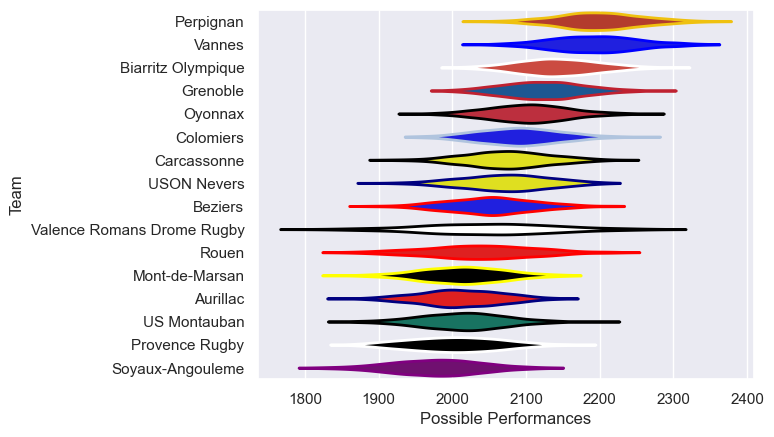 Perpignan
Vannes
Biarritz Olympique
Grenoble
Oyonnax
Colomiers
Carcassonne
USON Nevers
Beziers
Valence Romans Drome Rugby
Rouen
Mont-de-Marsan
Aurillac
US Montauban
Provence Rugby
Soyaux-Angouleme
Team
1800 1900 2000 2100 2200 2300 2400
Possible Performances